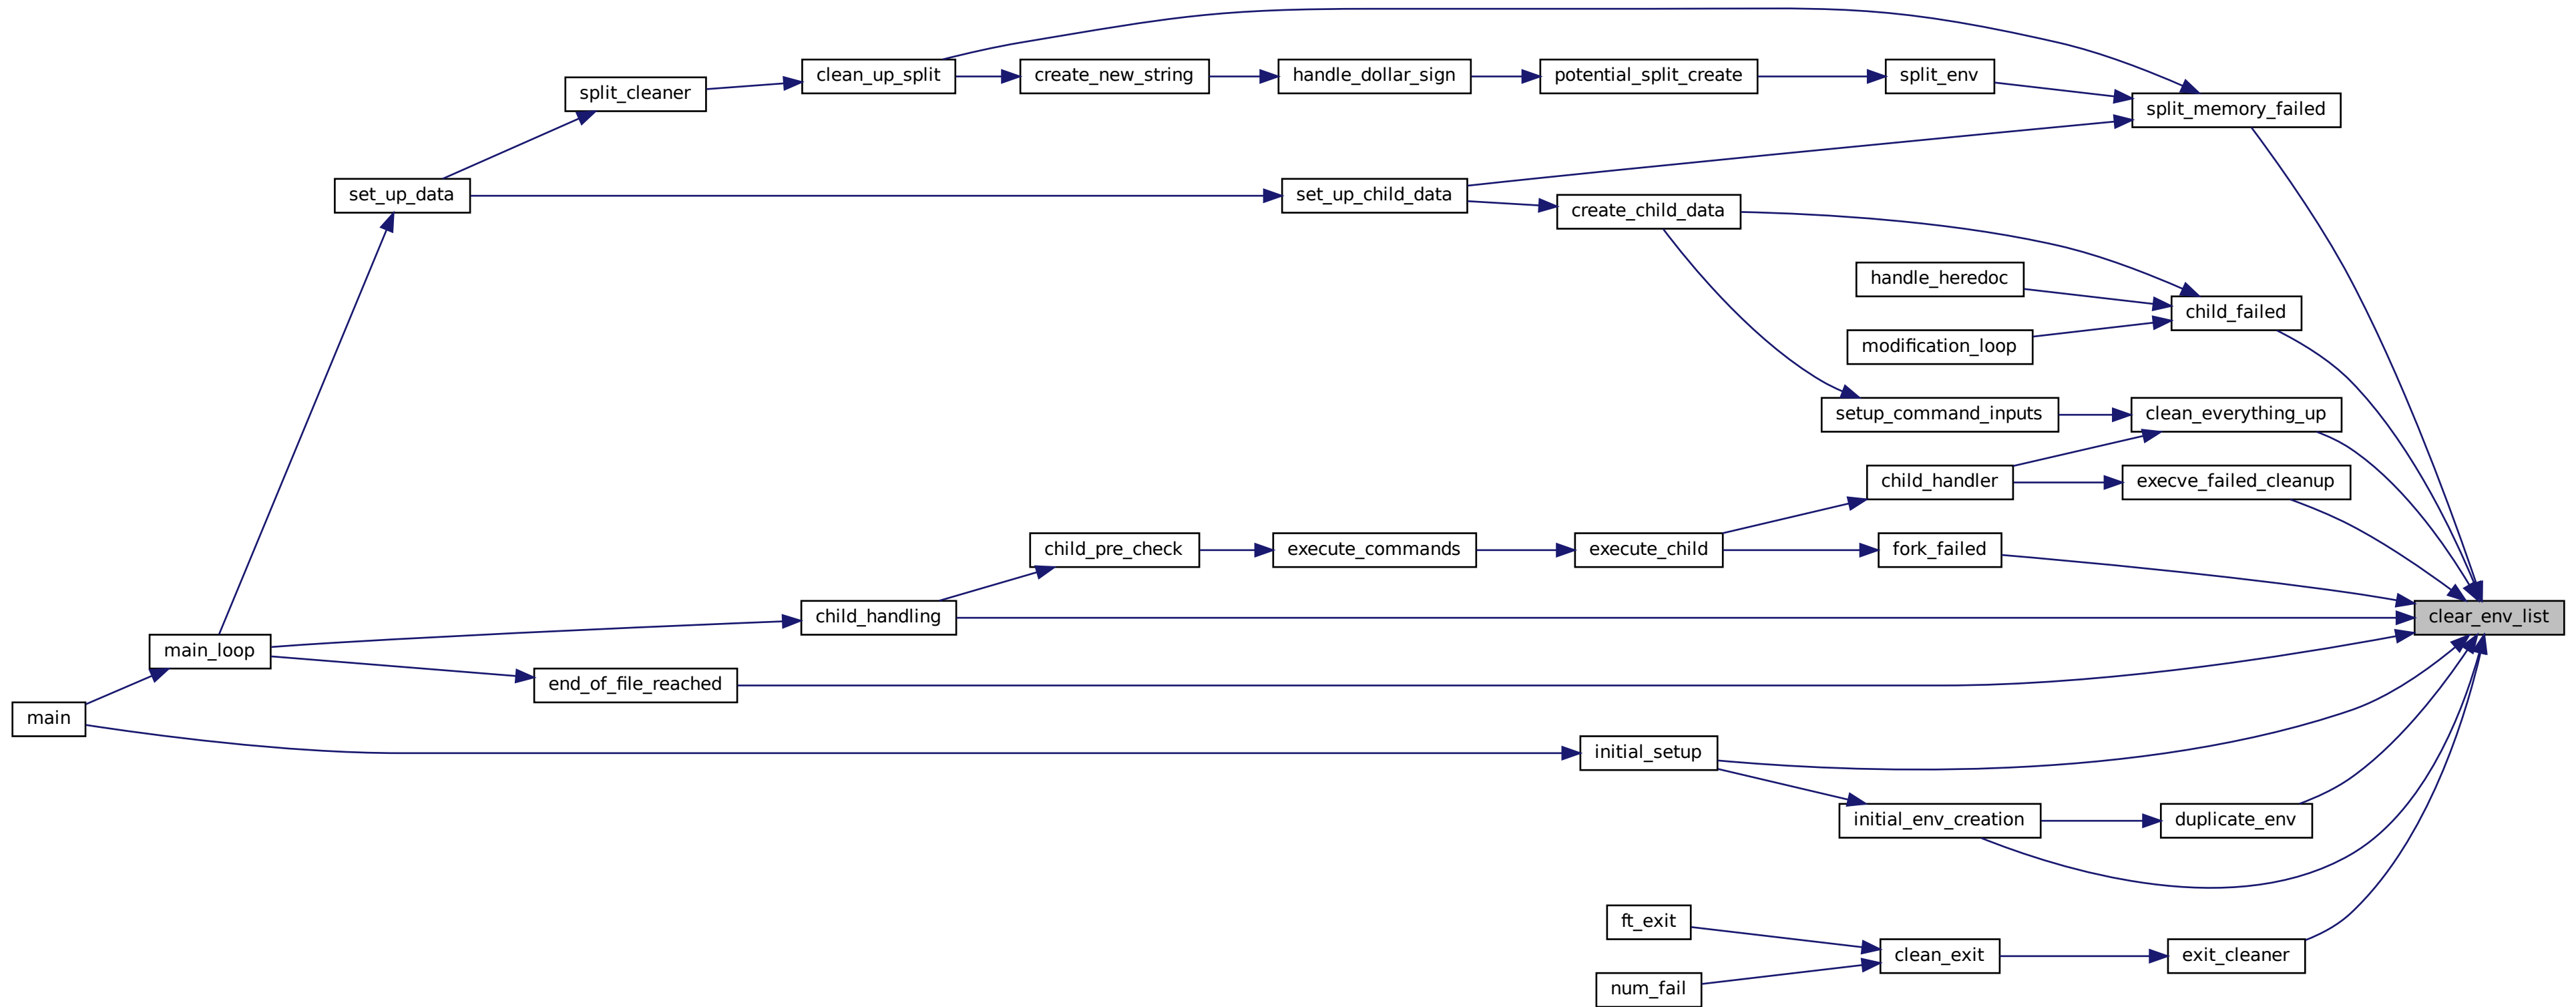 clean_up_split
create_new_string
handle_dollar_sign
potential_split_create
split_env
split_cleaner
split_memory_failed
set_up_data
set_up_child_data
create_child_data
handle_heredoc
child_failed
modification_loop
setup_command_inputs
clean_everything_up
child_handler
execve_failed_cleanup
child_pre_check
execute_commands
execute_child
fork_failed
child_handling
clear_env_list
main_loop
end_of_file_reached
main
initial_setup
initial_env_creation
duplicate_env
ft_exit
clean_exit
exit_cleaner
num_fail